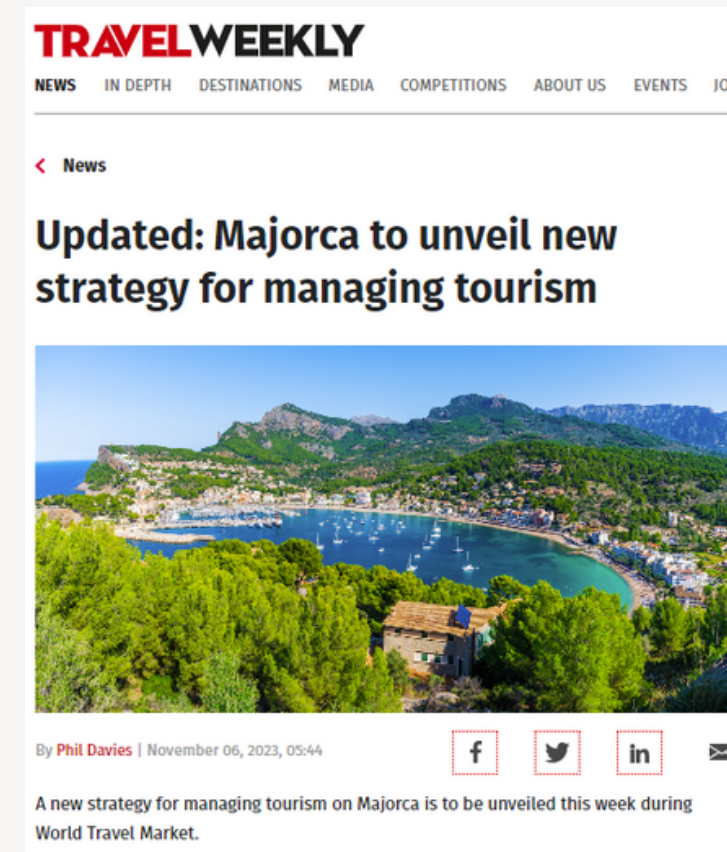 TRAVELWEEKLY
NEWS IN DEPTH DESTINATIONS MEDIA COMPETITIONS ABOUT US EVENTS
News
Updated: Majorca to unveil new
strategy for managing tourism
By Phil Davies | November 06, 2023, 05:44
A new strategy for managing tourism on Majorca is to be unveiled this week during
World Travel Market.